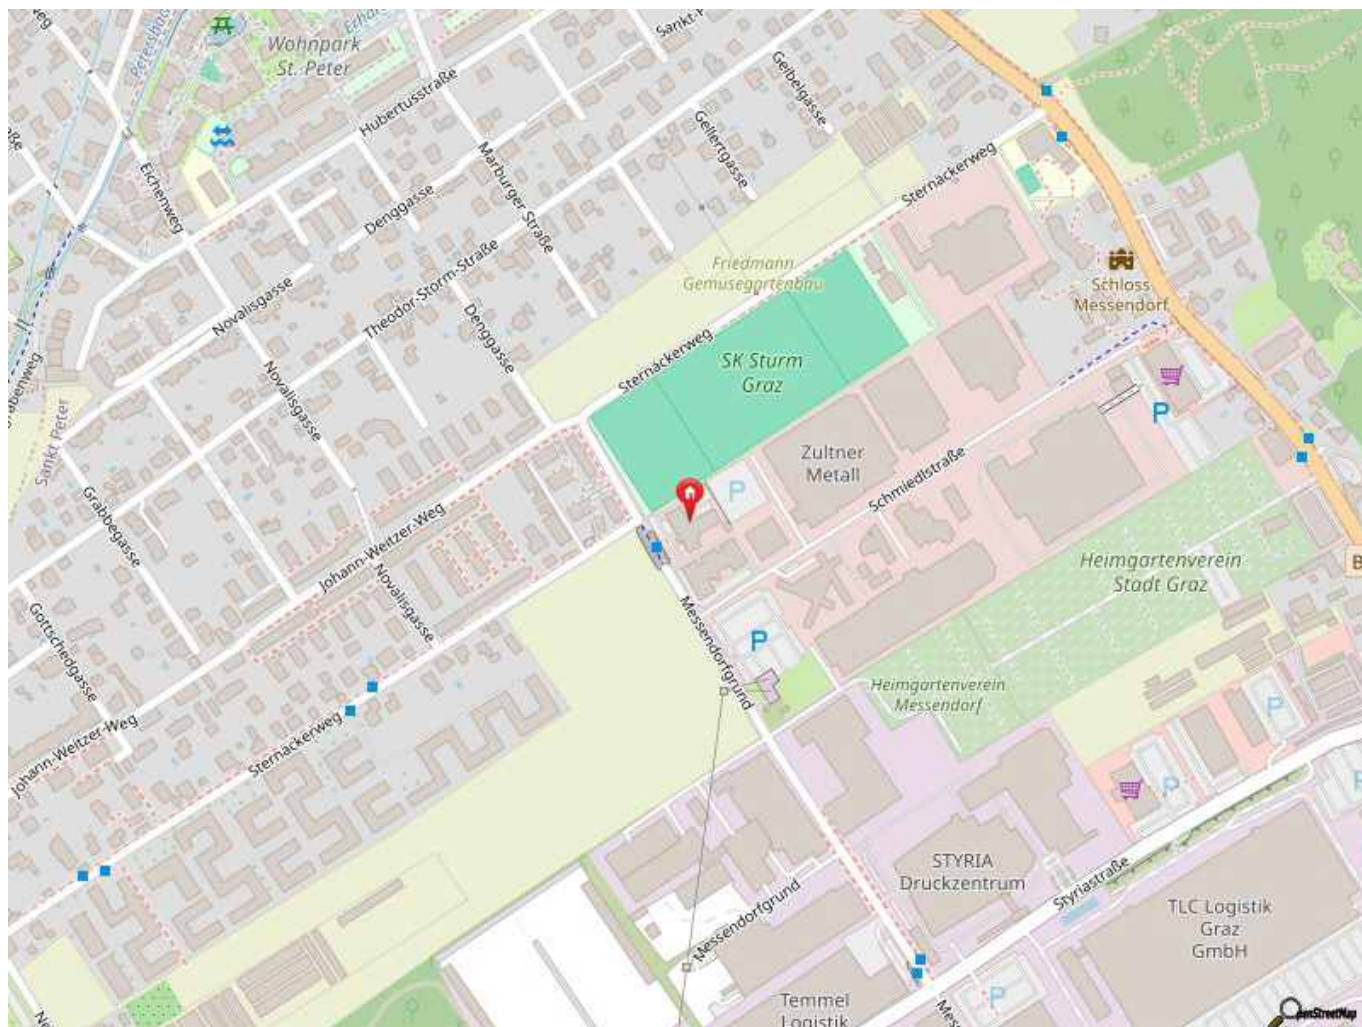 Wohnpark
St. Peter
Petersbach
Hubertusstraße
Eichenweg
Marburger Straße
Geibelgasse
Gellertgasse
Denggasse
Sternäckerweg
Theodor-Storm-Straße
Novalisgasse
Friedmann
Gemüsegartenbau
Schloss
Messendorf
Denggasse
Sternäckerweg
SK Sturm
Graz
Novalisgasse
Sankt Peter
Zultner
Metall
P
Schmiedlstraße
P
Grabbegasse
Johann-Weitzer-Weg
Novalisgasse
Heimgartenverein
Stadt Graz
B
Gottschedgasse
Messendorfgrund
P
Heimgartenverein
Messendorf
P
Johann-Weitzer-Weg
Sternäckerweg
P
P
STYRIA
Druckzentrum
Styriastraße
Messendorfgrund
TLC Logistik
Graz
GmbH
Temmel
Logistik
P
OpenStreetMap